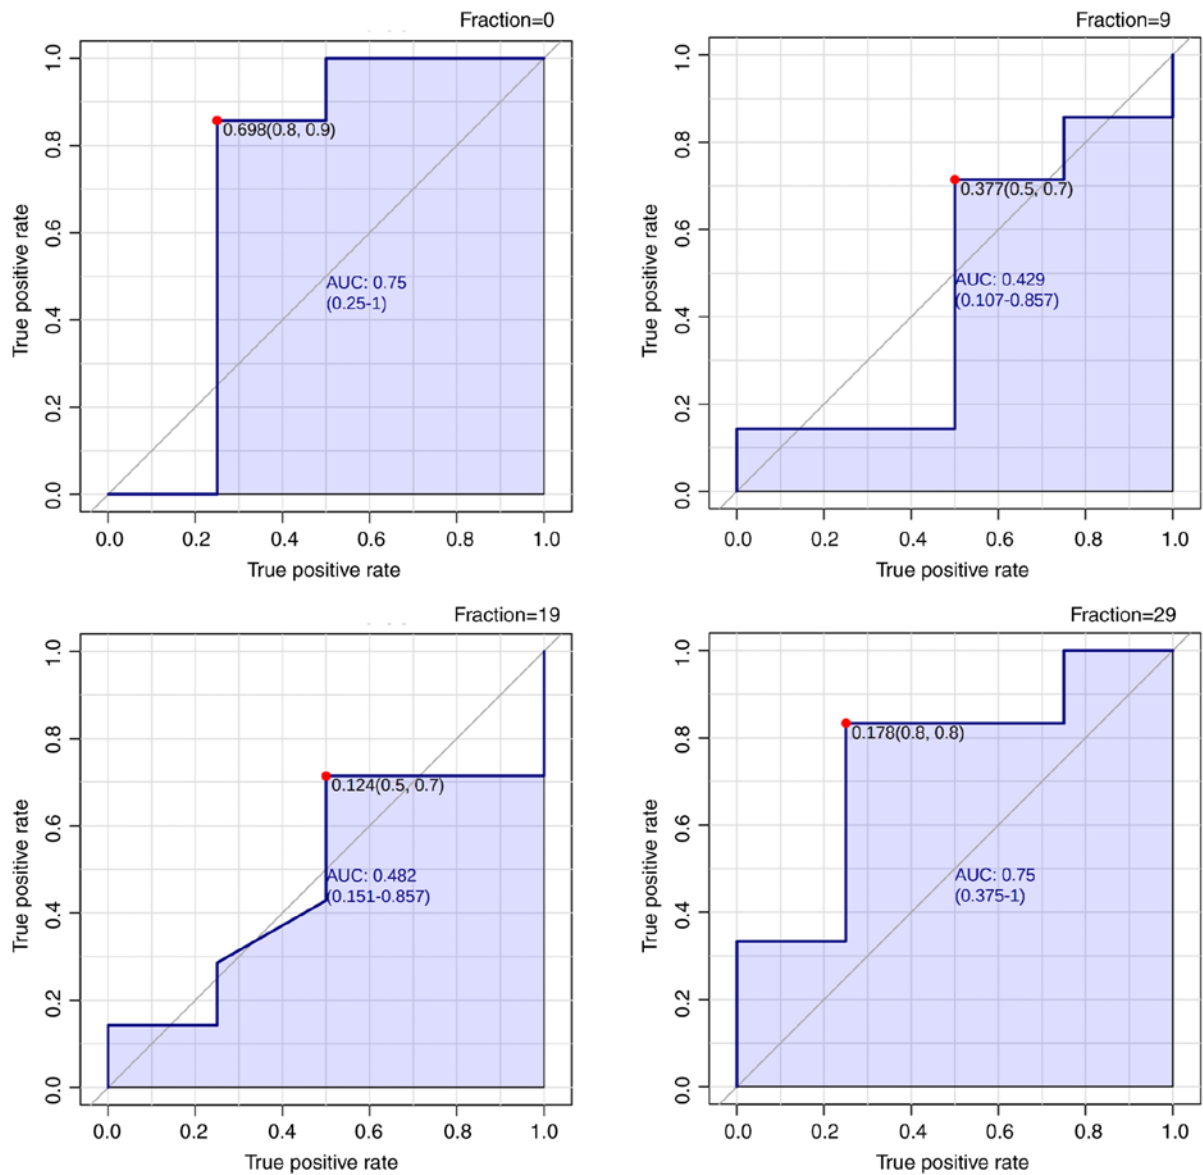 Fraction=0
1.0
0.8
0.6
0.4
0.2
0.0
True positive rate
0.698(0.8, 0.9)
AUC: 0.75
(0.25-1)
0.0 0.2 0.4 0.6 0.8 1.0
True positive rate
Fraction=9
1.0
0.8
0.6
0.4
0.2
0.0
True positive rate
0.377(0.5, 0.7)
AUC: 0.429
(0.107-0.857)
0.0 0.2 0.4 0.6 0.8 1.0
True positive rate
Fraction=19
1.0
0.8
0.6
0.4
0.2
0.0
True positive rate
0.124(0.5, 0.7)
AUC: 0.482
(0.151-0.857)
0.0 0.2 0.4 0.6 0.8 1.0
True positive rate
Fraction=29
1.0
0.8
0.6
0.4
0.2
0.0
True positive rate
0.178(0.8, 0.8)
AUC: 0.75
(0.375-1)
0.0 0.2 0.4 0.6 0.8 1.0
True positive rate